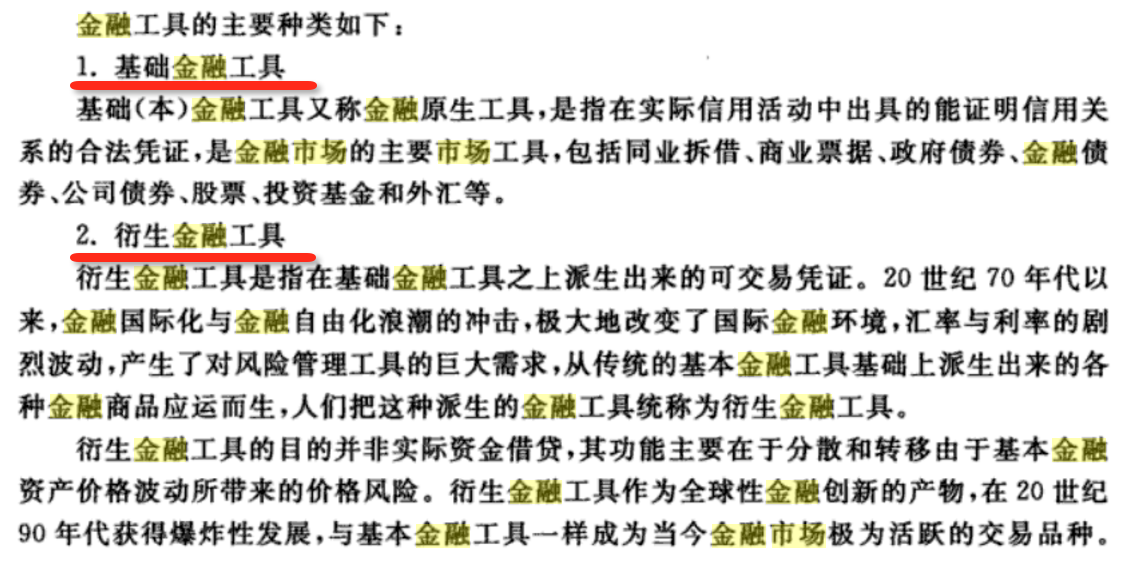 金融工具的主要种类如下：
1. 基础金融工具
基础(本)金融工具又称金融原生工具,是指在实际信用活动中出具的能证明信用关
系的合法凭证,是金融市场的主要市场工具,包括同业拆借、商业票据、政府债券、金融债
券、公司债券、股票、投资基金和外汇等。
2. 衍生金融工具
衍生金融工具是指在基础金融工具之上派生出来的可交易凭证。20 世纪 70 年代以
来,金融国际化与金融自由化浪潮的冲击,极大地改变了国际金融环境,汇率与利率的剧
烈波动,产生了对风险管理工具的巨大需求,从传统的基本金融工具基础上派生出来的各
种金融商品应运而生,人们把这种派生的金融工具统称为衍生金融工具。
衍生金融工具的目的并非实际资金借贷,其功能主要在于分散和转移由于基本金融
资产价格波动所带来的价格风险。衍生金融工具作为全球性金融创新的产物,在 20 世纪
90 年代获得爆炸性发展,与基本金融工具一样成为当今金融市场极为活跃的交易品种。